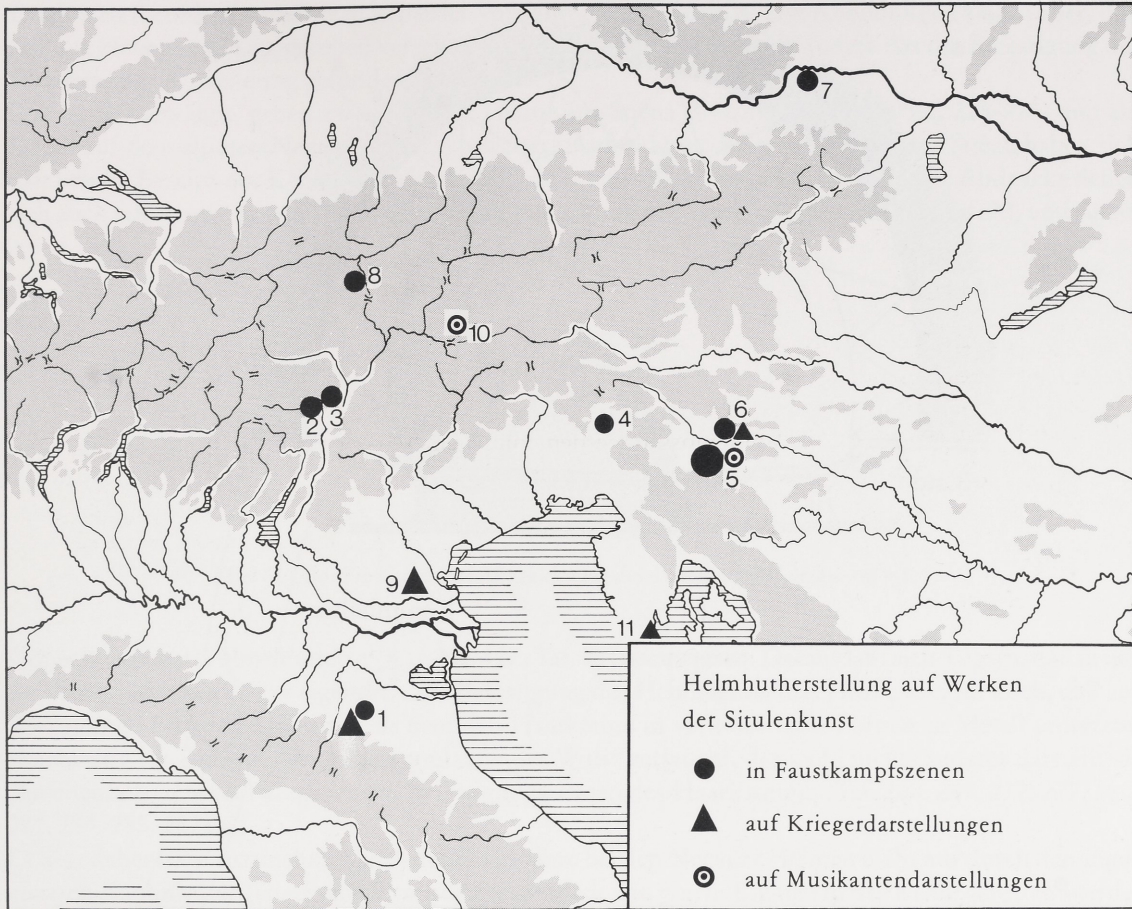 7
8
10
3
2
4
6
5
9
11
1
Helmhutherstellung auf Werken
der Situlenkunst
in Faustkampfszenen
auf Kriegerdarstellungen
auf Musikantendarstellungen